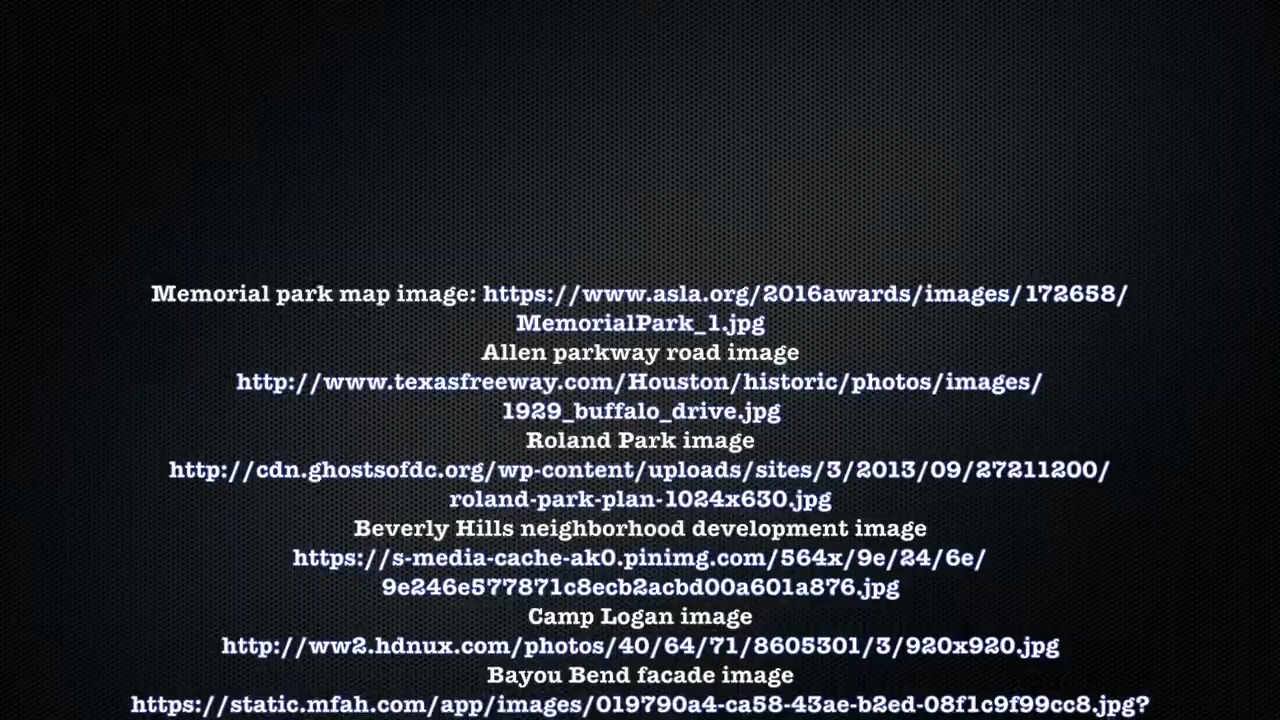 Memorial park map image: https://www.asla.org/2016awards/images/172658/
MemorialPark_1.jpg
Allen parkway road image
http://www.texasfreeway.com/Houston/historic/photos/images/
1929_buffalo_drive.jpg
Roland Park image
http://cdn.ghostsofdc.org/wp-content/uploads/sites/3/2013/09/27211200/
roland-park-plan-1024x630.jpg
Beverly Hills neighborhood development image
https://s-media-cache-ak0.pinimg.com/564x/9e/24/6e/
9e246e577871c8ecb2acbd00a601a876.jpg
Camp Logan image
http://ww2.hdnux.com/photos/40/64/71/8605301/3/920x920.jpg
Bayou Bend facade image
https://static.mfah.com/app/images/019790a4-ca58-43ae-b2ed-08f1c9f99cc8.jpg?